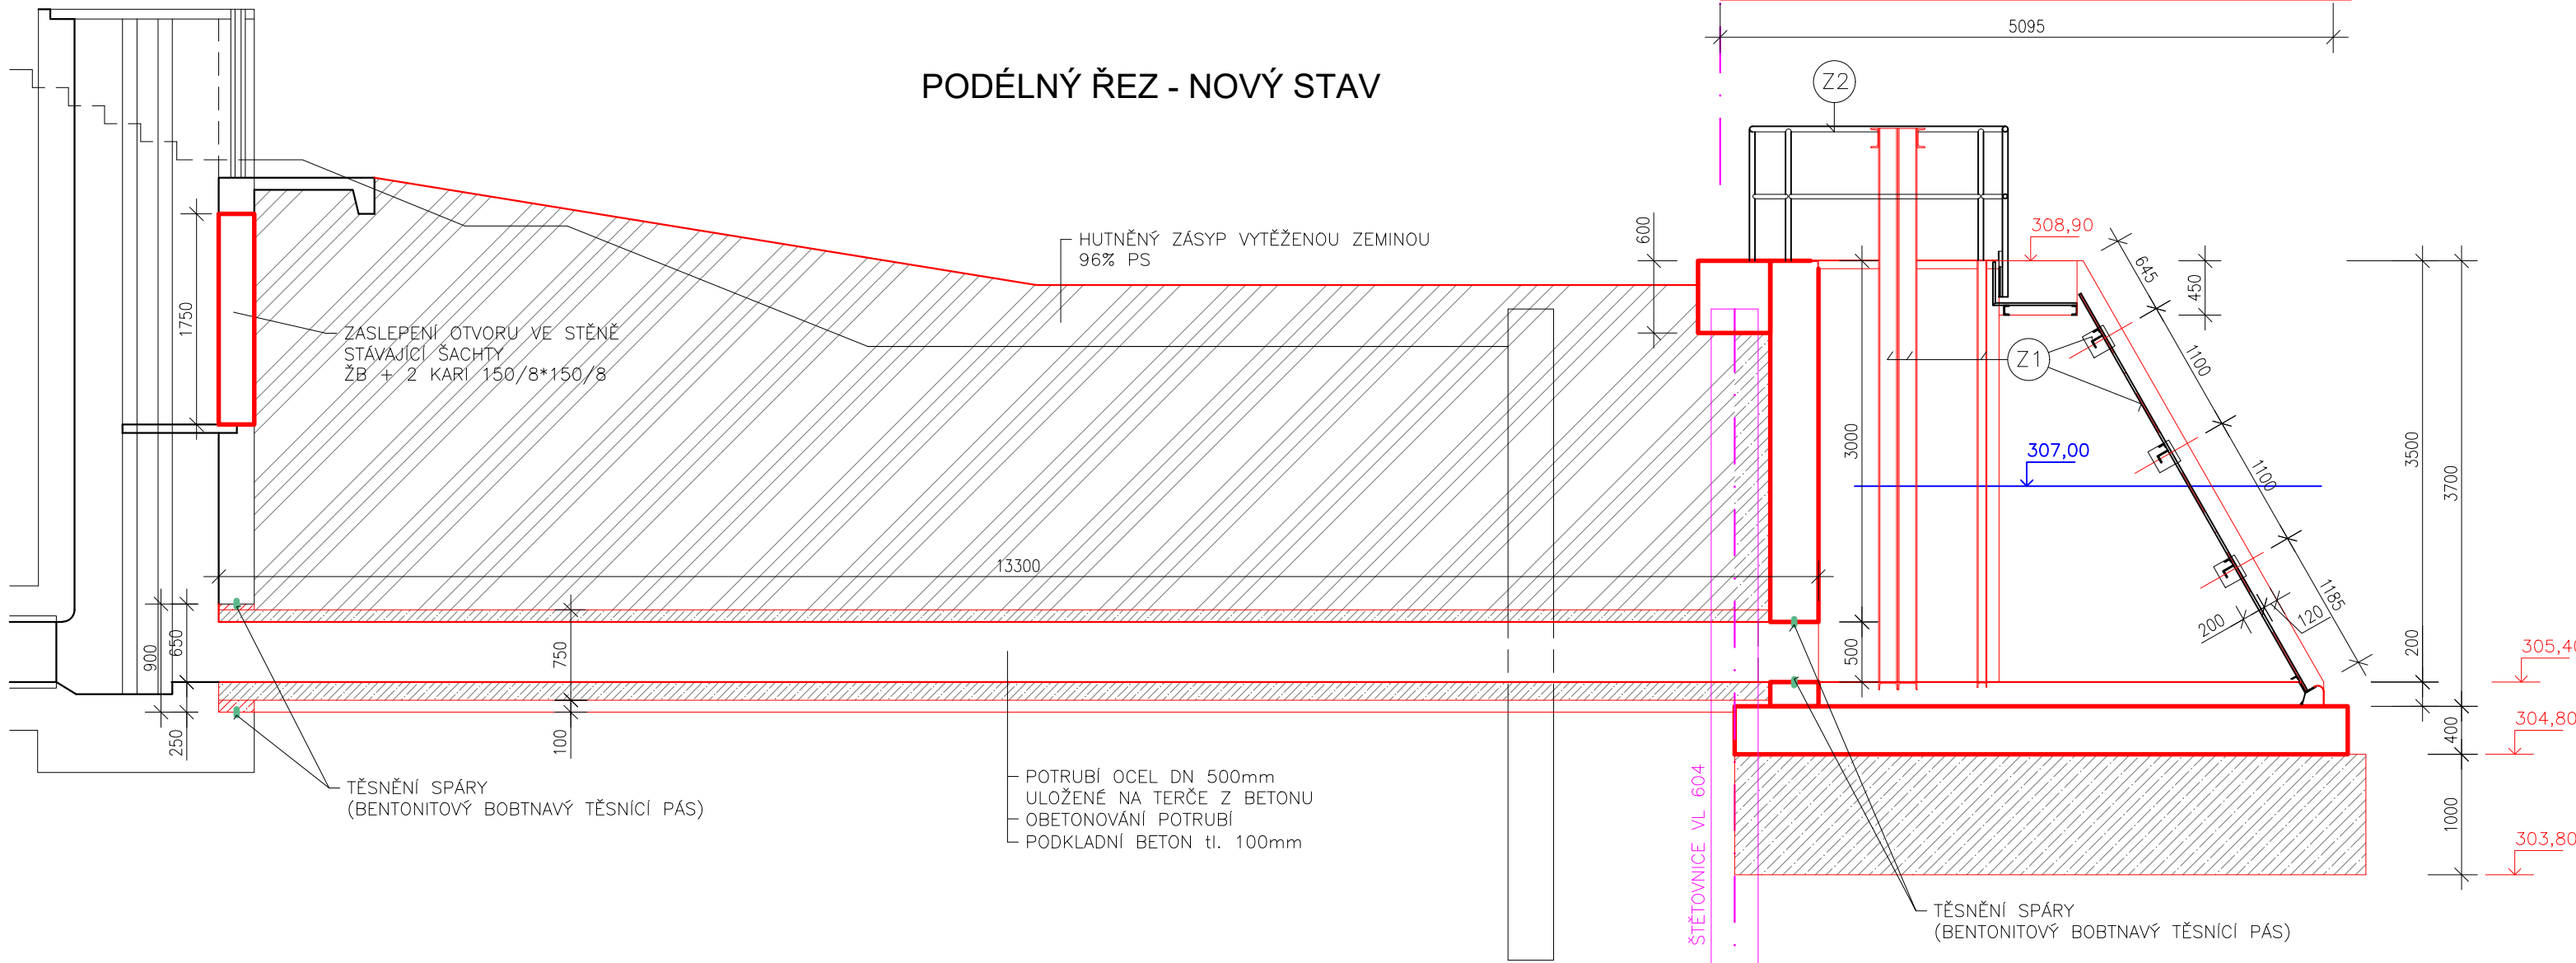 5095
PODÉLNÝ ŘEZ - NOVÝ STAV
Z2
HUTNĚNÝ ZÁSYP VYTĚŽENOU ZEMINOU
96% PS
600
308,90
645
450
1750
ZASLEPENÍ OTVORU VE STĚNĚ
STÁVAJÍCÍ ŠACHTY
ŽB + 2 KARI 150/8*150/8
Z1
1100
3000
307,00
1100
3500
3700
13300
1185
200
120
900
650
750
500
200
305,40
250
100
304,80
400
TĚSNĚNÍ SPÁRY
(BENTONITOVÝ BOBTNAVÝ TĚSNÍCÍ PÁS)
POTRUBÍ OCEL DN 500mm
ULOŽENÉ NA TERČE Z BETONU
OBETONOVÁNÍ POTRUBÍ
PODKLADNÍ BETON tl. 100mm
ŠTĚTOVNICE VL 604
1000
303,80
TĚSNĚNÍ SPÁRY
(BENTONITOVÝ BOBTNAVÝ TĚSNÍCÍ PÁS)